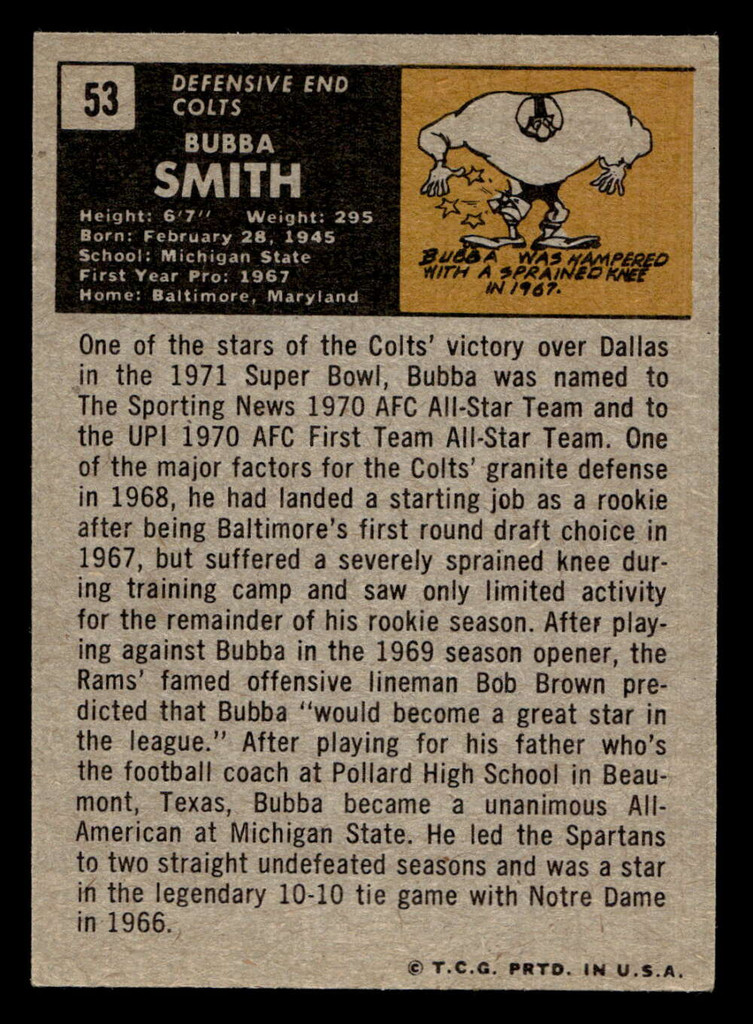 53
DEFENSIVE END
COLTS
BUBBA
SMITH
Height: 6'7" Weight: 295
Born: February 28, 1945
School: Michigan State
First Year Pro: 1967
Home: Baltimore, Maryland
BUBBA WAS HAMPERED
WITH A SPRAINED KNEE
IN 1967.
One of the stars of the Colts' victory over Dallas
in the 1971 Super Bowl, Bubba was named to
The Sporting News 1970 AFC All-Star Team and to
the UPI 1970 AFC First Team All-Star Team. One
of the major factors for the Colts' granite defense
in 1968, he had landed a starting job as a rookie
after being Baltimore's first round draft choice in
1967, but suffered a severely sprained knee dur-
ing training camp and saw only limited activity
for the remainder of his rookie season. After play-
ing against Bubba in the 1969 season opener, the
Rams' famed offensive lineman Bob Brown pre-
dicted that Bubba "would become a great star in
the league." After playing for his father who's
the football coach at Pollard High School in Beau-
mont, Texas, Bubba became a unanimous All-
American at Michigan State. He led the Spartans
to two straight undefeated seasons and was a star
in the legendary 10-10 tie game with Notre Dame
in 1966.
© T.C.G. PRTD. IN U.S.A.